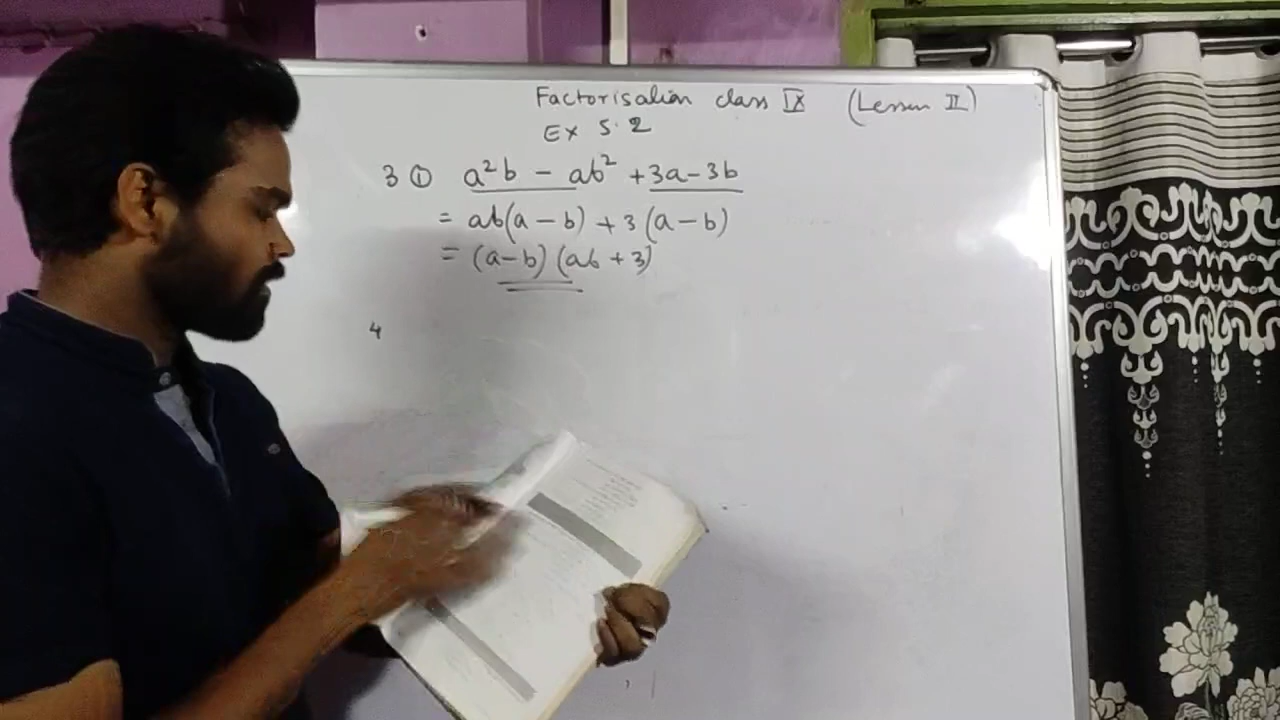 Factorisation class IX (Lesson II)
Ex 5.2
3 ① a²b - ab² + 3a - 3b
= ab(a - b) + 3(a - b)
= (a - b)(ab + 3)
4